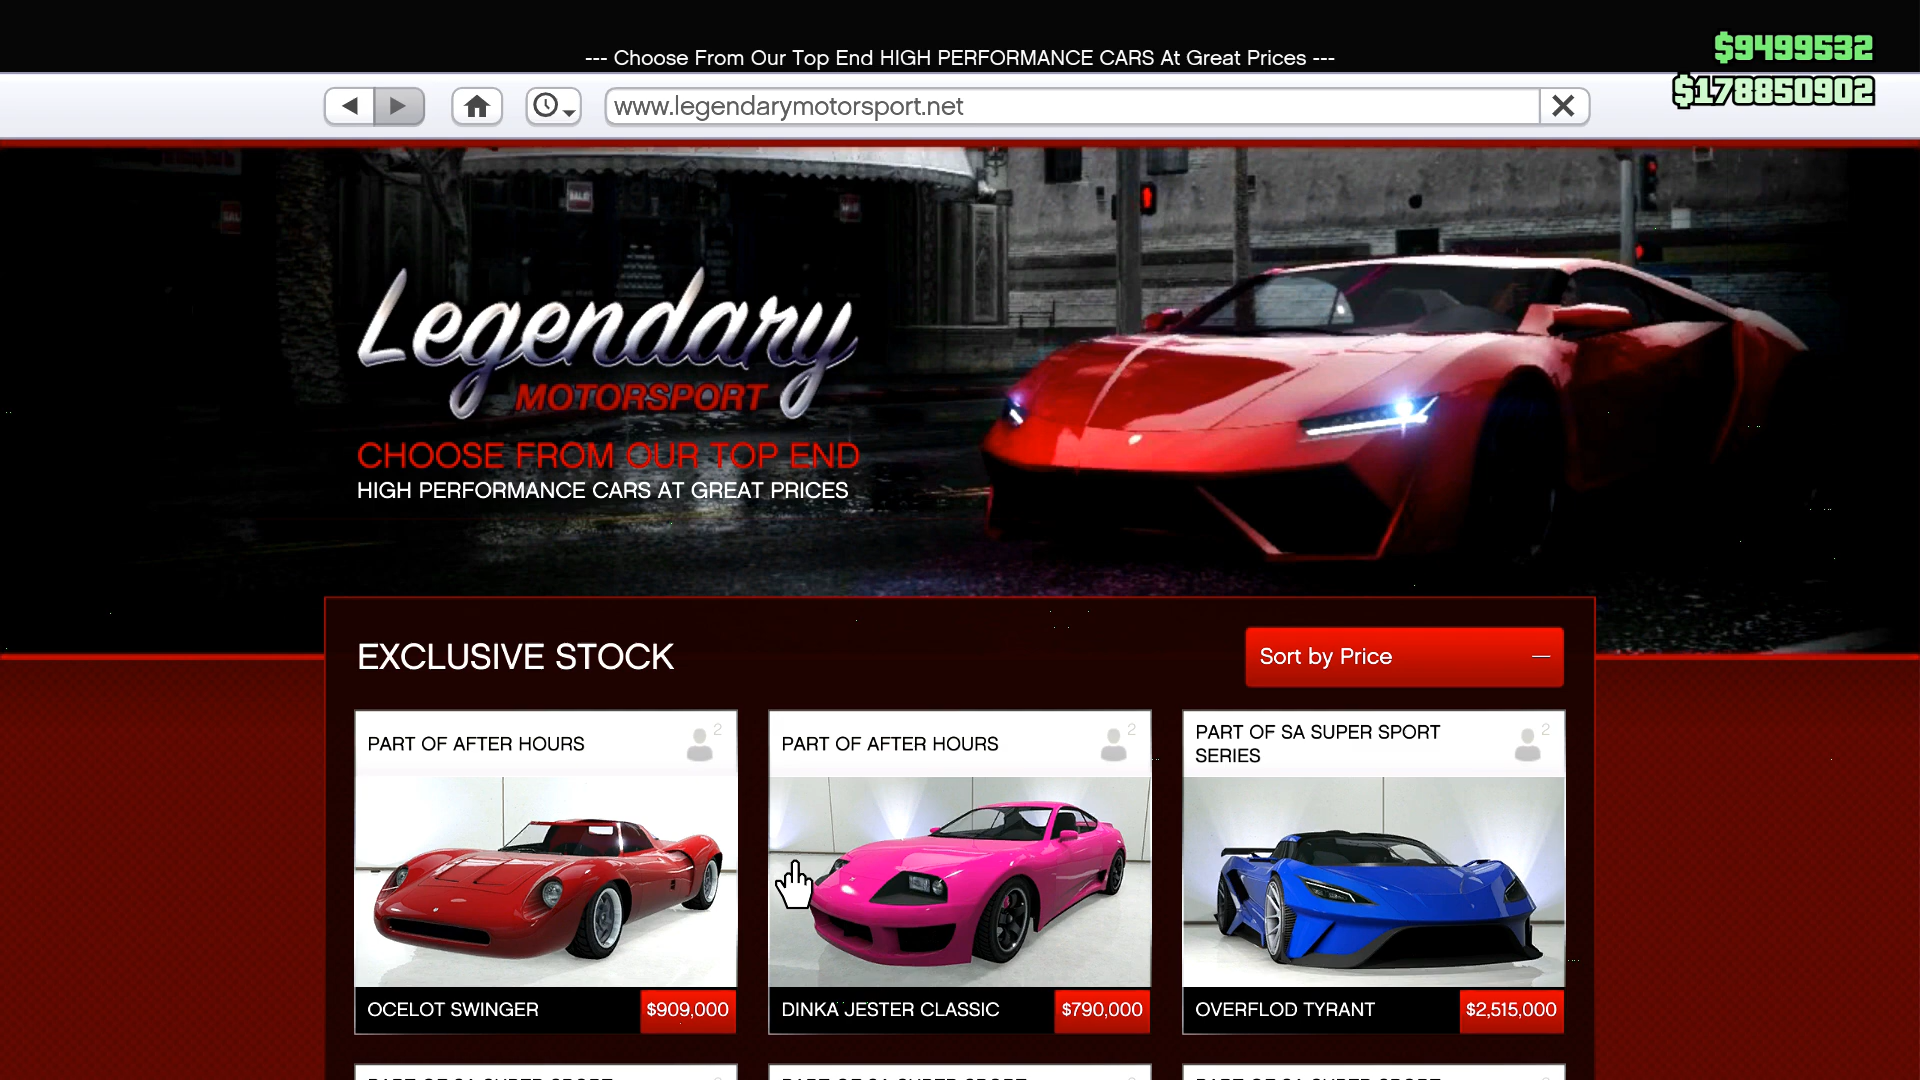 --- Choose From Our Top End HIGH PERFORMANCE CARS At Great Prices ---
$9499532
$178850902
www.legendarymotorsport.net
SALE
Legendary
MOTORSPORT
CHOOSE FROM OUR TOP END
HIGH PERFORMANCE CARS AT GREAT PRICES
EXCLUSIVE STOCK
Sort by Price
PART OF AFTER HOURS
2
PART OF AFTER HOURS
2
PART OF SA SUPER SPORT
SERIES
2
OCELOT SWINGER
$909,000
DINKA JESTER CLASSIC
$790,000
OVERFLOD TYRANT
$2,515,000